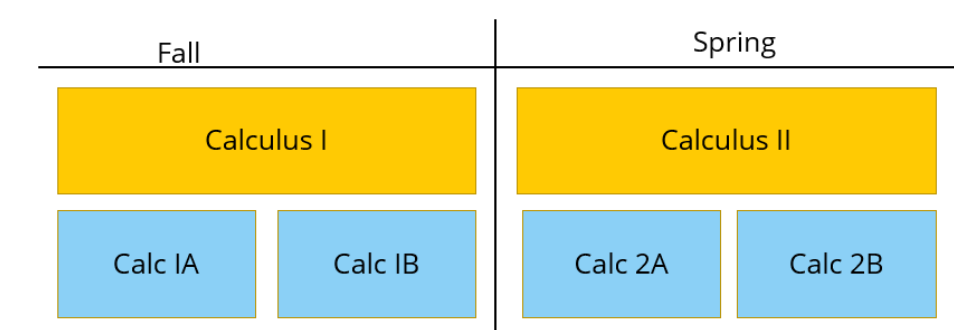 Fall
Spring
Calculus I
Calculus II
Calc IA
Calc IB
Calc 2A
Calc 2B